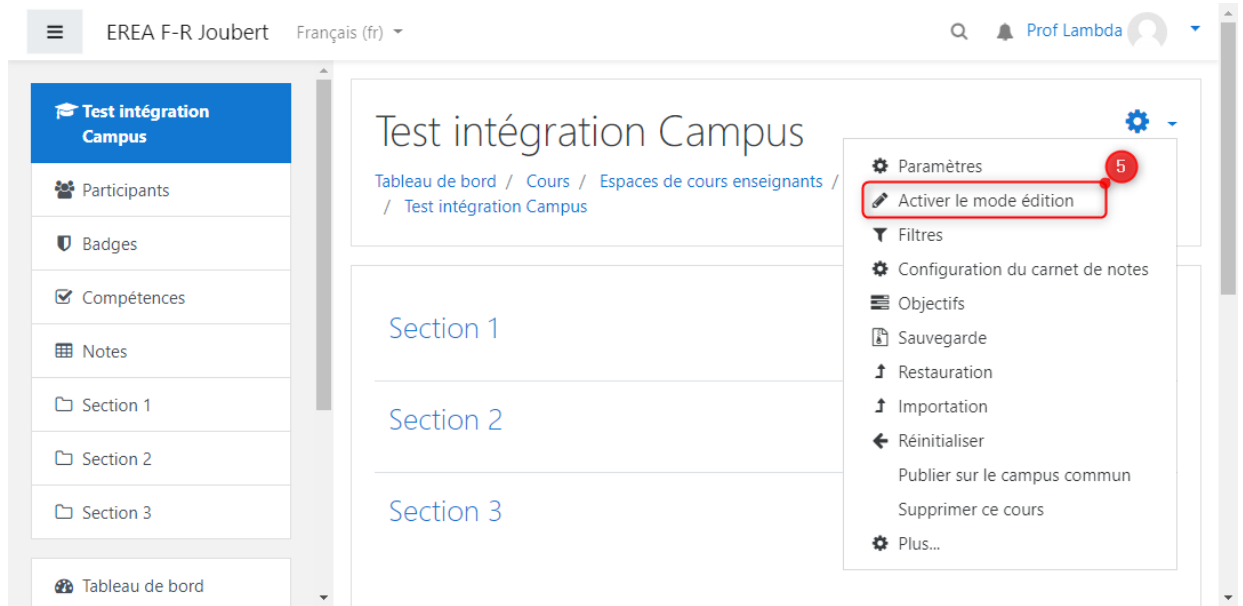 EREA F-R Joubert Français (fr) Prof Lambda
Test intégration
Campus
Participants
Badges
Compétences
Notes
Section 1
Section 2
Section 3
Tableau de bord
Test intégration Campus
Tableau de bord / Cours / Espaces de cours enseignants /
/ Test intégration Campus
Section 1
Section 2
Section 3
Paramètres
5
Activer le mode édition
Filtres
Configuration du carnet de notes
Objectifs
Sauvegarde
Restauration
Importation
Réinitialiser
Publier sur le campus commun
Supprimer ce cours
Plus...